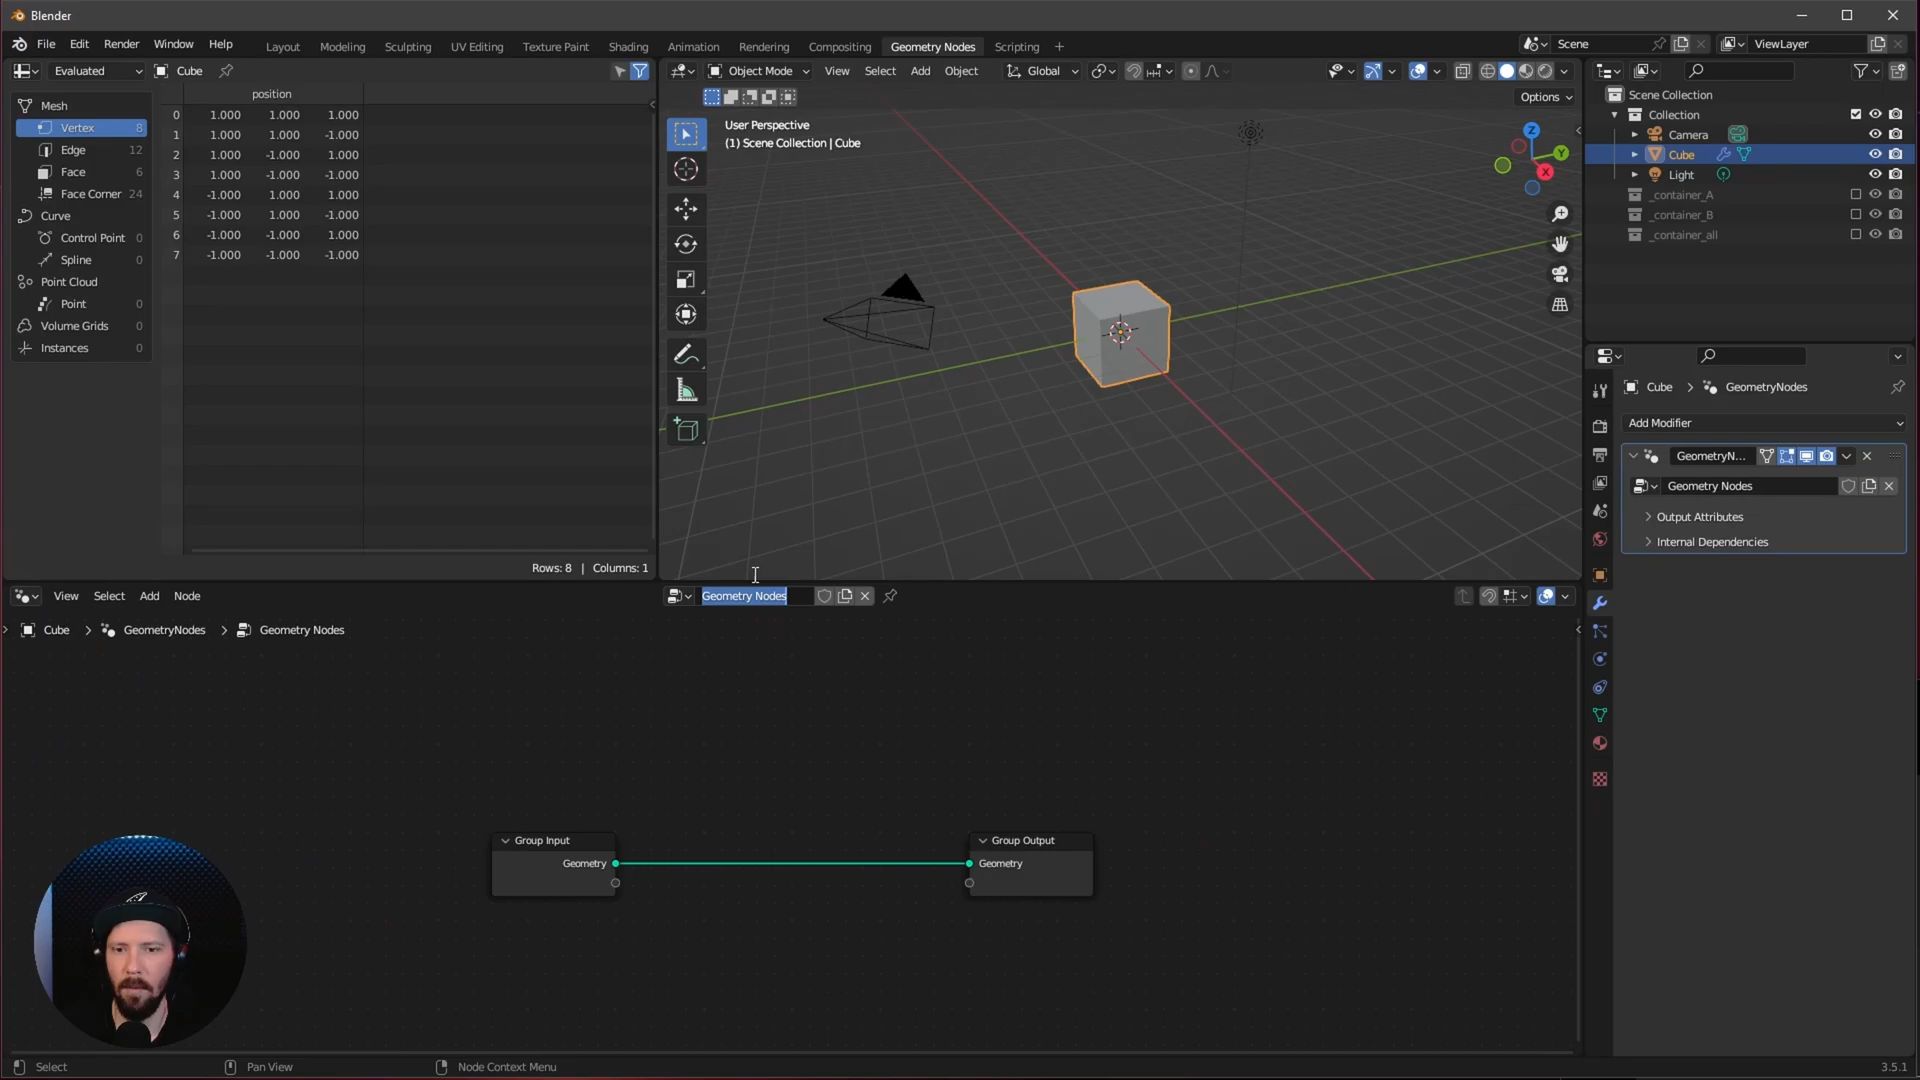 Blender
File Edit Render Window Help Layout Modeling Sculpting UV Editing Texture Paint Shading Animation Rendering Compositing Geometry Nodes Scripting + Scene ViewLayer
Evaluated Cube
Object Mode View Select Add Object Global
Options
Mesh
Vertex 8
Edge 12
Face 6
Face Corner 24
Curve
Control Point 0
Spline 0
Point Cloud
Point 0
Volume Grids 0
Instances 0
position
0 1.000 1.000 1.000
1 1.000 1.000 -1.000
2 1.000 -1.000 1.000
3 1.000 -1.000 -1.000
4 -1.000 1.000 1.000
5 -1.000 1.000 -1.000
6 -1.000 -1.000 1.000
7 -1.000 -1.000 -1.000
Rows: 8 | Columns: 1
User Perspective
(1) Scene Collection | Cube
Z
Y
X
Scene Collection
Collection
Camera
Cube
Light
_container_A
_container_B
_container_all
Cube > GeometryNodes
Add Modifier
GeometryN...
Geometry Nodes
Output Attributes
Internal Dependencies
View Select Add Node Geometry Nodes
Cube > GeometryNodes > Geometry Nodes
Group Input
Geometry
Group Output
Geometry
Select Pan View Node Context Menu 3.5.1